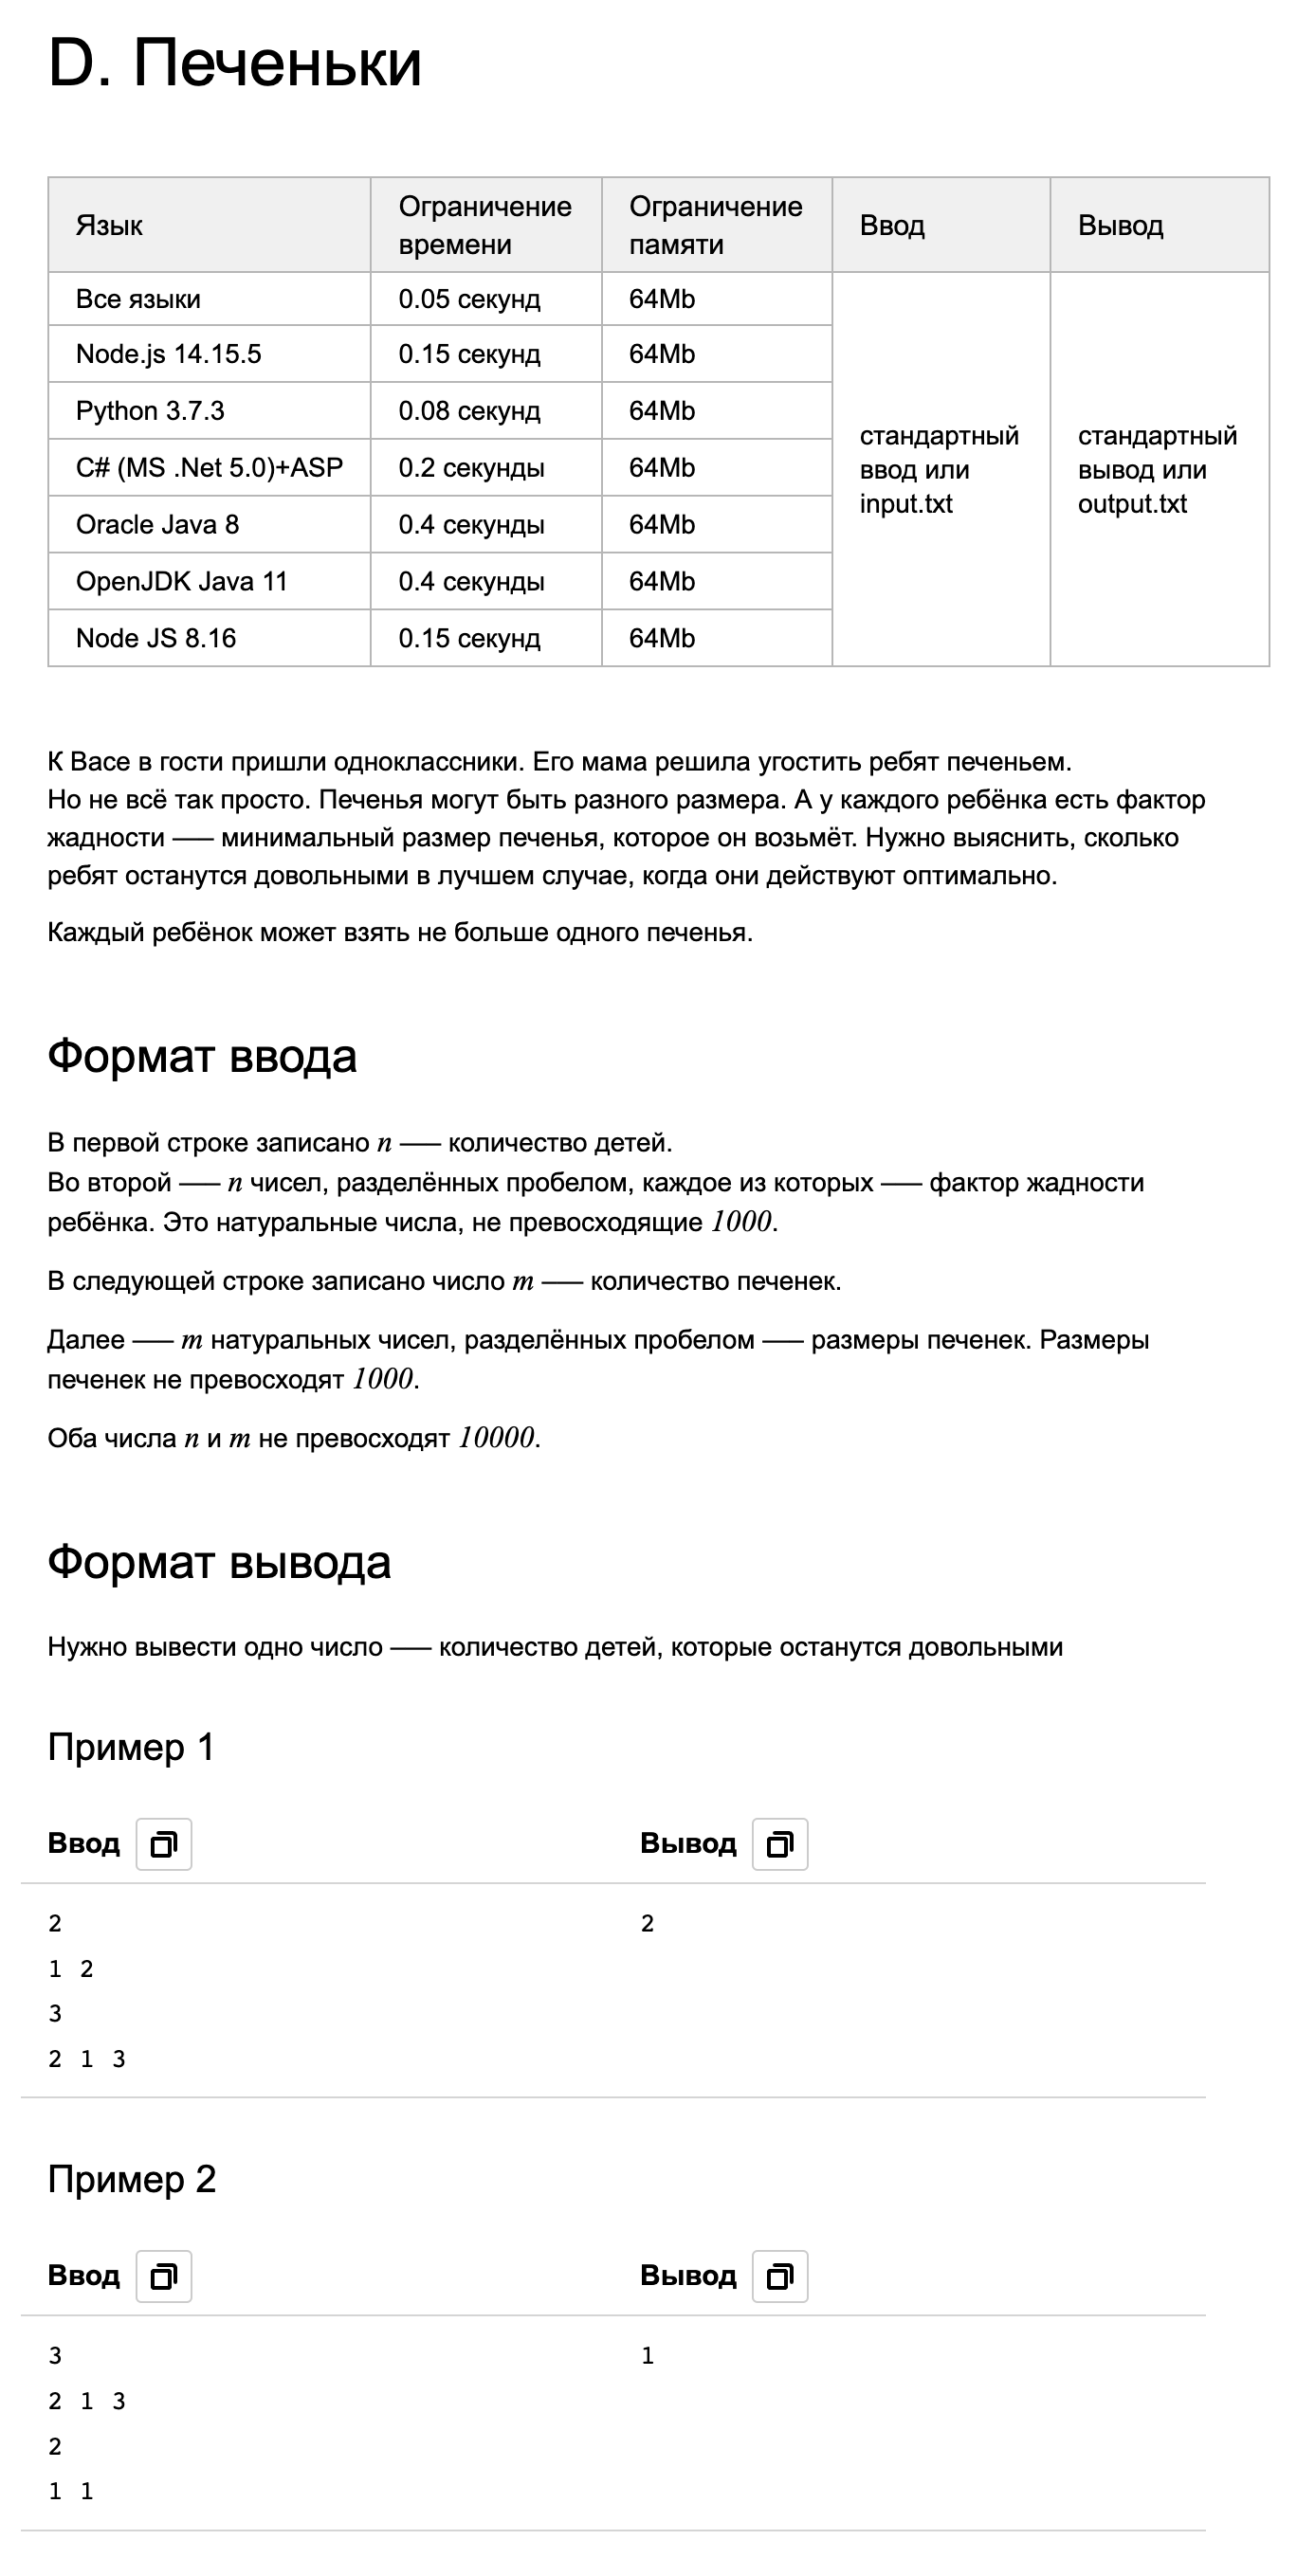 D. Печеньки
Язык
Ограничение времени
Ограничение памяти
Ввод
Вывод
Все языки
0.05 секунд
64Mb
стандартный ввод или input.txt
стандартный вывод или output.txt
Node.js 14.15.5
0.15 секунд
64Mb
Python 3.7.3
0.08 секунд
64Mb
C# (MS .Net 5.0)+ASP
0.2 секунды
64Mb
Oracle Java 8
0.4 секунды
64Mb
OpenJDK Java 11
0.4 секунды
64Mb
Node JS 8.16
0.15 секунд
64Mb
К Васе в гости пришли одноклассники. Его мама решила угостить ребят печеньем.
Но не всё так просто. Печенья могут быть разного размера. А у каждого ребёнка есть фактор
жадности — минимальный размер печенья, которое он возьмёт. Нужно выяснить, сколько
ребят останутся довольными в лучшем случае, когда они действуют оптимально.
Каждый ребёнок может взять не больше одного печенья.
Формат ввода
В первой строке записано n — количество детей.
Во второй — n чисел, разделённых пробелом, каждое из которых — фактор жадности
ребёнка. Это натуральные числа, не превосходящие 1000.
В следующей строке записано число m — количество печенек.
Далее — m натуральных чисел, разделённых пробелом — размеры печенек. Размеры
печенек не превосходят 1000.
Оба числа n и m не превосходят 10000.
Формат вывода
Нужно вывести одно число — количество детей, которые останутся довольными
Пример 1
Ввод
Вывод
2
2
1 2
3
2 1 3
Пример 2
Ввод
Вывод
3
1
2 1 3
2
1 1